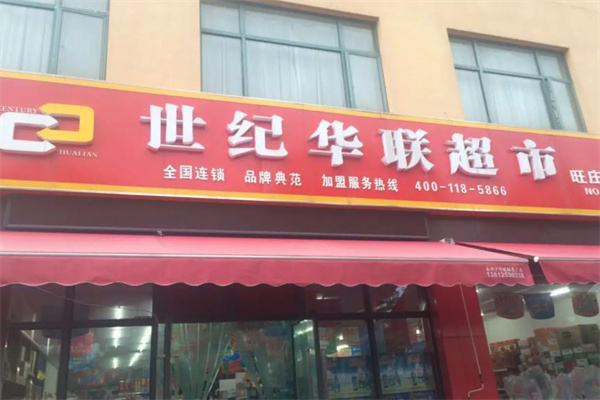 CENTURY
HUALIAN
世纪华联超市
全国连锁 品牌典范 加盟服务热线 400-118-5866
旺庄
NO